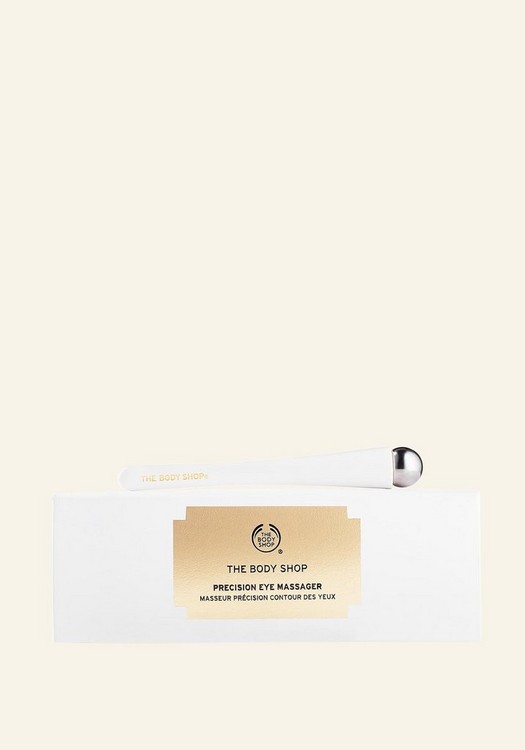 THE BODY SHOP®
THE
BODY
SHOP
®
THE BODY SHOP
PRECISION EYE MASSAGER
MASSEUR PRÉCISION CONTOUR DES YEUX